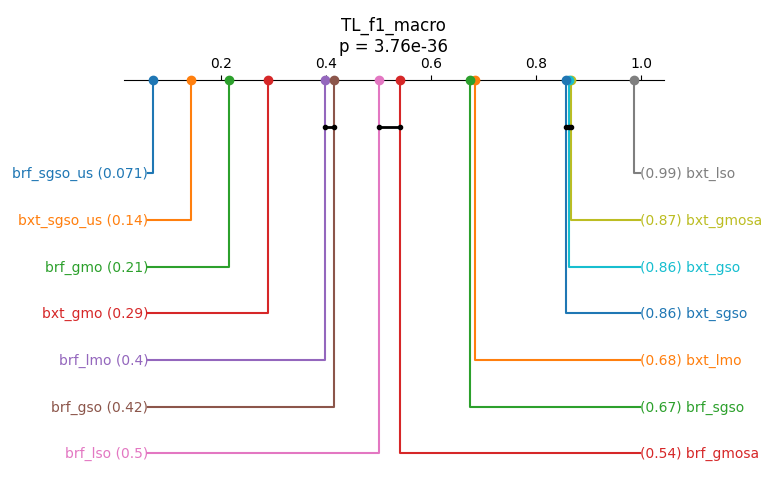 TL_f1_macro
p = 3.76e-36
0.2 0.4 0.6 0.8 1.0
brf_sgso_us (0.071)
(0.99) bxt_lso
bxt_sgso_us (0.14)
(0.87) bxt_gmosa
brf_gmo (0.21)
(0.86) bxt_gso
bxt_gmo (0.29)
(0.86) bxt_sgso
brf_lmo (0.4)
(0.68) bxt_lmo
brf_gso (0.42)
(0.67) brf_sgso
brf_lso (0.5)
(0.54) brf_gmosa